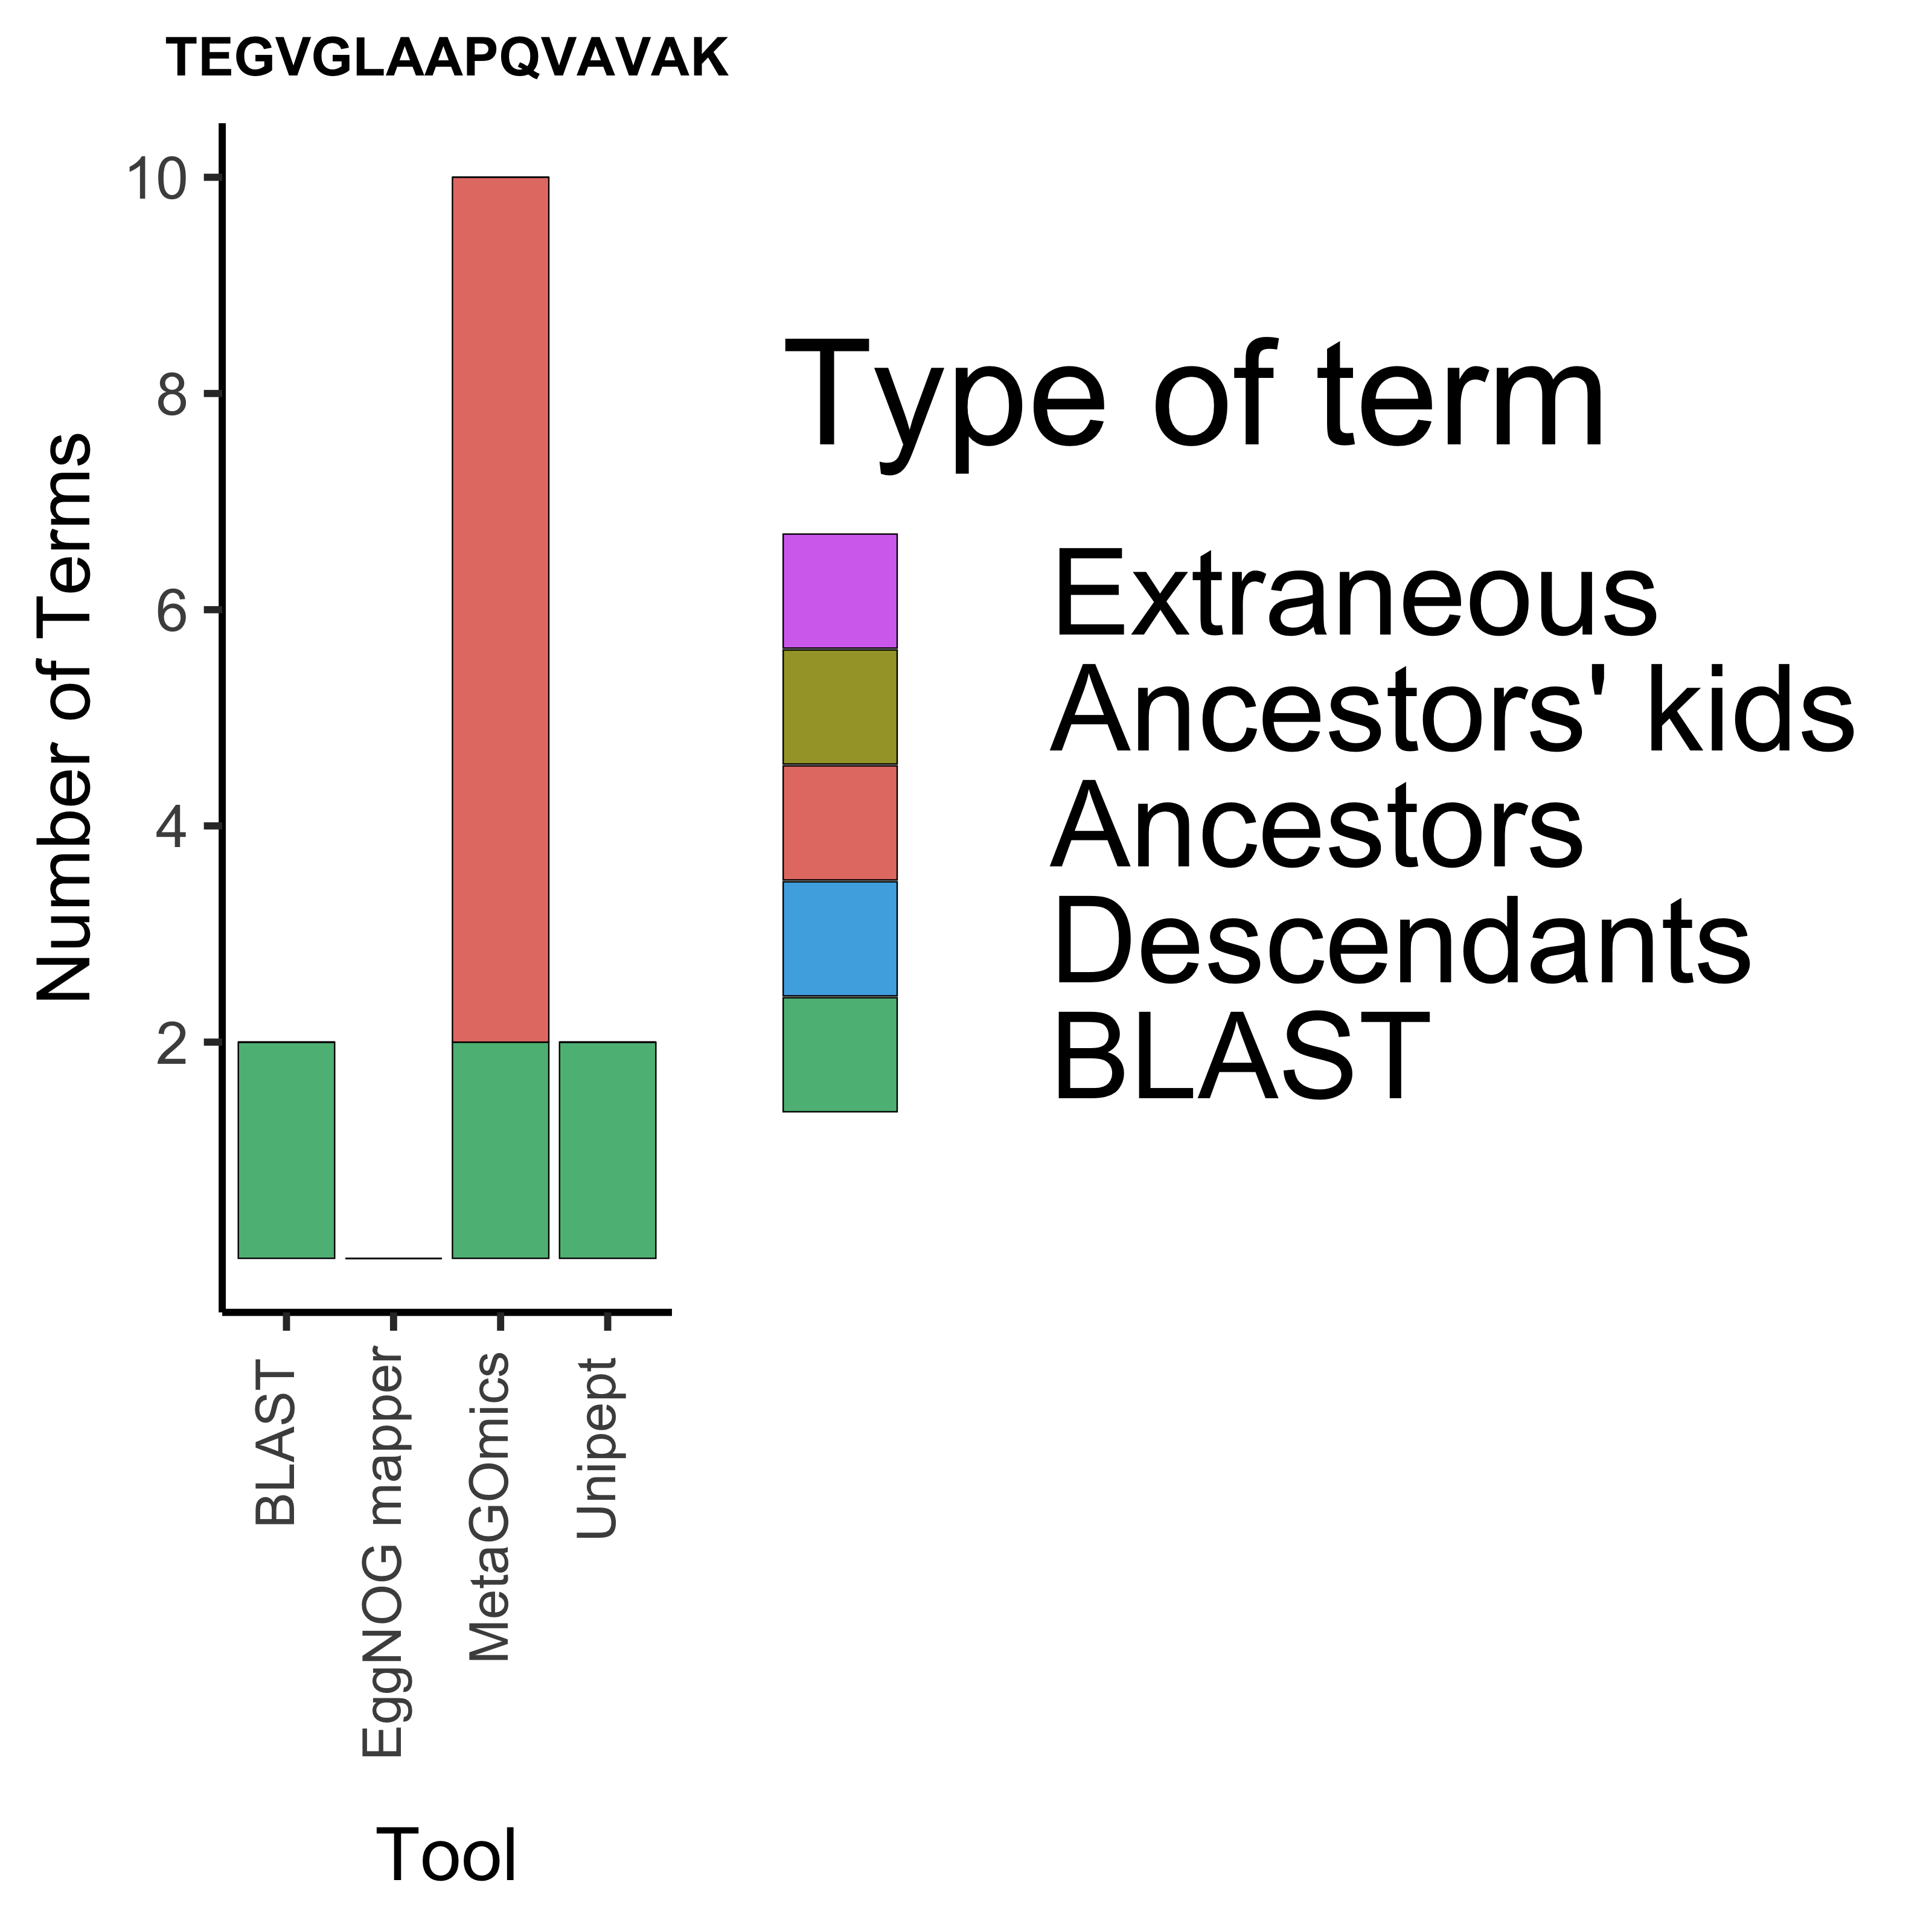 TEGVGLAAPQVAVAK
10
8
6
4
2
Number of Terms
BLAST
EggNOG mapper
MetaGOmics
Unipept
Tool
Type of term
Extraneous
Ancestors' kids
Ancestors
Descendants
BLAST